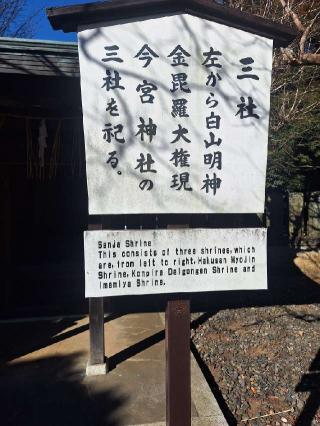 三社
左から白山明神
金毘羅大権現
今宮神社の
三社を祀る。
Sanja Shrine
This consists of three shrines, which
are, from left to right, Hakusan Myojin
Shrine, Konpira Daigongen Shrine and
Imamiya Shrine.